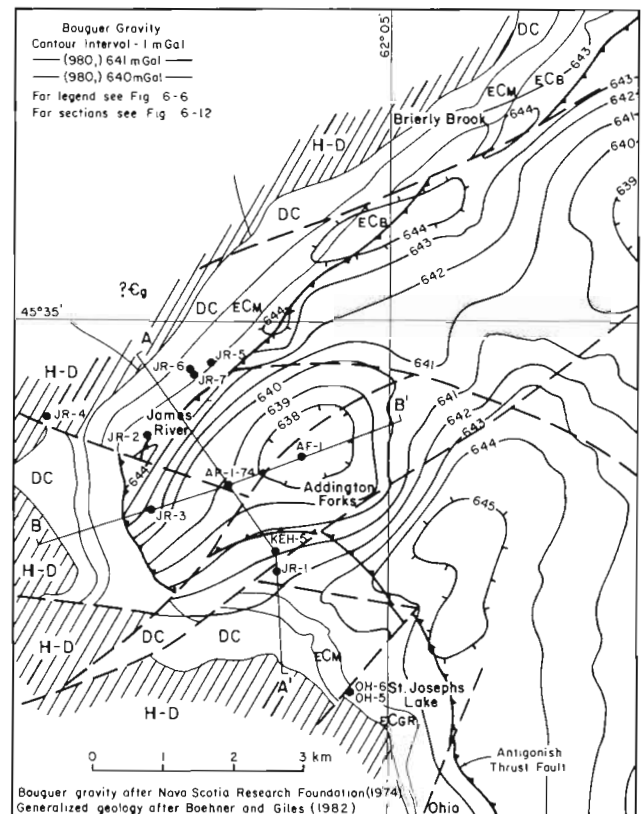 Bouguer Gravity
Contour Interval - 1 mGal
(980,) 641 mGal
(980,) 640 mGal
Far legend see Fig 6-6
Far sections see Fig 6-12
62°05'
DC
643
ECB
ECM
644
643
642
641
640
639
Brierly Brook
H-D
DC
ECB
644
643
642
?Єg
DC
ECM
644
45°35'
A
641
H-D
JR-6
JR-5
JR-7
640
639
638
B'
641
642
643
644
JR-4
James River
JR-2
644
AF-1
AP-1-74
Addington Forks
DC
JR-3
645
B
KEH-5
JR-1
H-D
DC
DC
ECM
H-D
A'
OH-6
OH-5
St. Josephs Lake
ECGR
H-D
0 1 2 3 km
Antigonish Thrust Fault
Ohio
Bouguer gravity after Nova Scotia Research Foundation (1974)
Generalized geology after Boehner and Giles (1982)